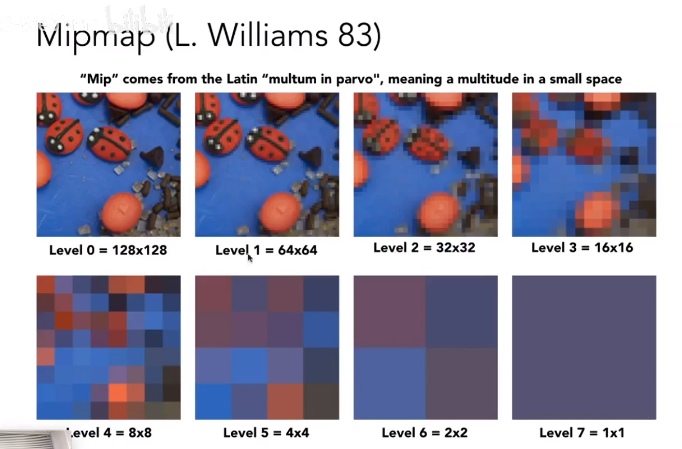 Mipmap (L. Williams 83)
“Mip” comes from the Latin “multum in parvo", meaning a multitude in a small space
Level 0 = 128x128
Level 1 = 64x64
Level 2 = 32x32
Level 3 = 16x16
Level 4 = 8x8
Level 5 = 4x4
Level 6 = 2x2
Level 7 = 1x1